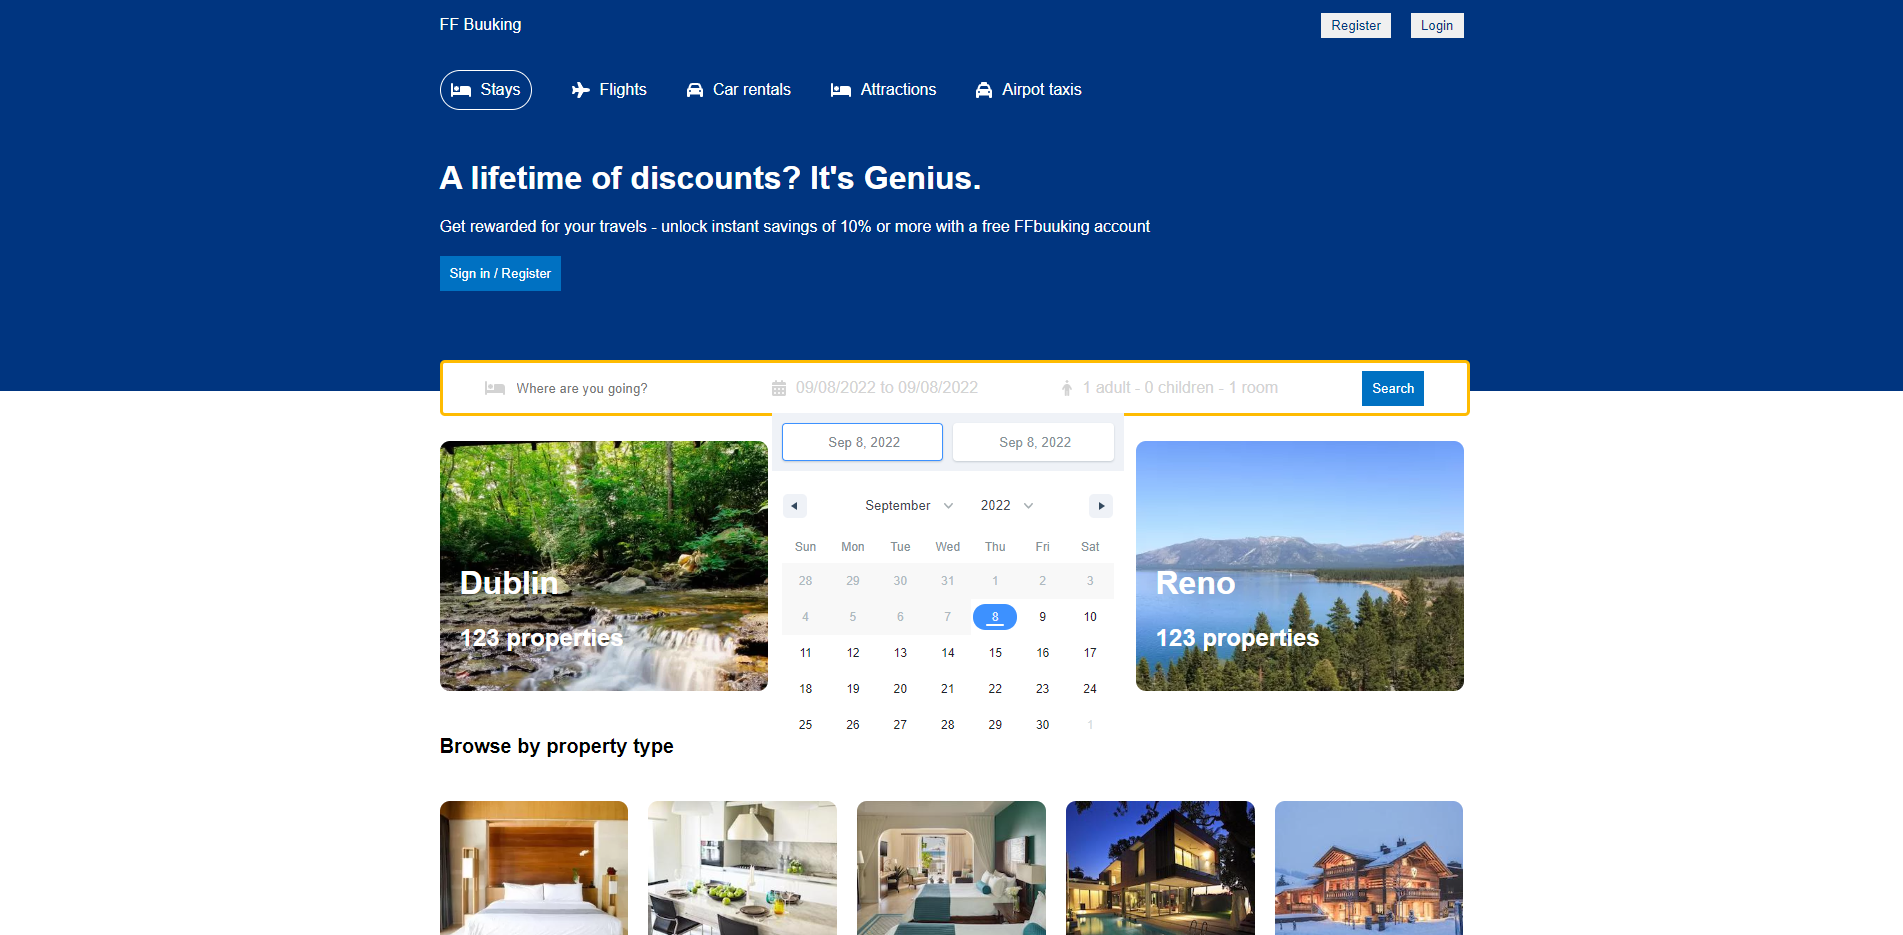 FF Buuking
Register
Login
Stays
Flights
Car rentals
Attractions
Airpot taxis
A lifetime of discounts? It's Genius.
Get rewarded for your travels - unlock instant savings of 10% or more with a free FFbuuking account
Sign in / Register
Where are you going?
09/08/2022 to 09/08/2022
1 adult - 0 children - 1 room
Search
Sep 8, 2022
Sep 8, 2022
September
2022
Sun Mon Tue Wed Thu Fri Sat
28 29 30 31 1 2 3
4 5 6 7 8 9 10
11 12 13 14 15 16 17
18 19 20 21 22 23 24
25 26 27 28 29 30 1
Dublin
123 properties
Reno
123 properties
Browse by property type